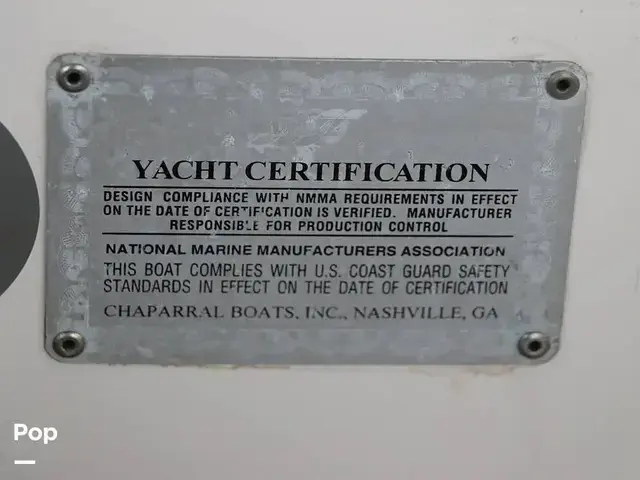 YACHT CERTIFICATION
DESIGN COMPLIANCE WITH NMMA REQUIREMENTS IN EFFECT
ON THE DATE OF CERTIFICATION IS VERIFIED. MANUFACTURER
RESPONSIBLE FOR PRODUCTION CONTROL
NATIONAL MARINE MANUFACTURERS ASSOCIATION
THIS BOAT COMPLIES WITH U.S. COAST GUARD SAFETY
STANDARDS IN EFFECT ON THE DATE OF CERTIFICATION
CHAPARRAL BOATS, INC., NASHVILLE, GA
Pop